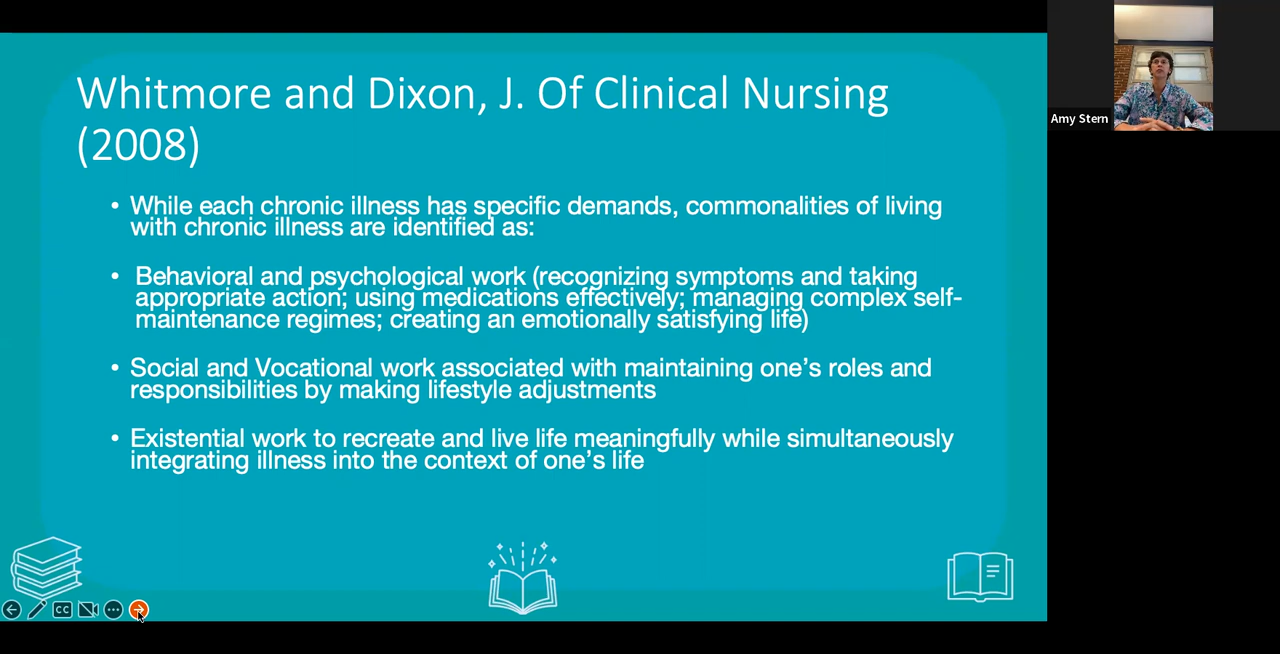 Whitmore and Dixon, J. Of Clinical Nursing
(2008)
• While each chronic illness has specific demands, commonalities of living
with chronic illness are identified as:
• Behavioral and psychological work (recognizing symptoms and taking
appropriate action; using medications effectively; managing complex self-
maintenance regimes; creating an emotionally satisfying life)
• Social and Vocational work associated with maintaining one’s roles and
responsibilities by making lifestyle adjustments
• Existential work to recreate and live life meaningfully while simultaneously
integrating illness into the context of one’s life
CC
Amy Stern